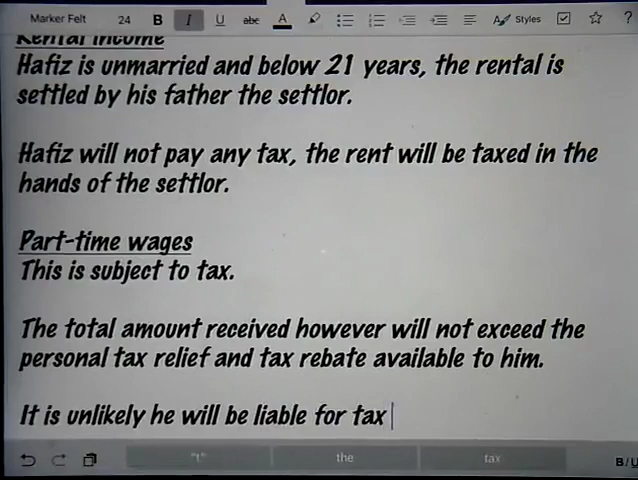 Marker Felt 24 B I U abc A Styles ?
Rental Income
Hafiz is unmarried and below 21 years, the rental is
settled by his father the settlor.
Hafiz will not pay any tax, the rent will be taxed in the
hands of the settlor.
Part-time wages
This is subject to tax.
The total amount received however will not exceed the
personal tax relief and tax rebate available to him.
It is unlikely he will be liable for tax
"t" the tax B/U